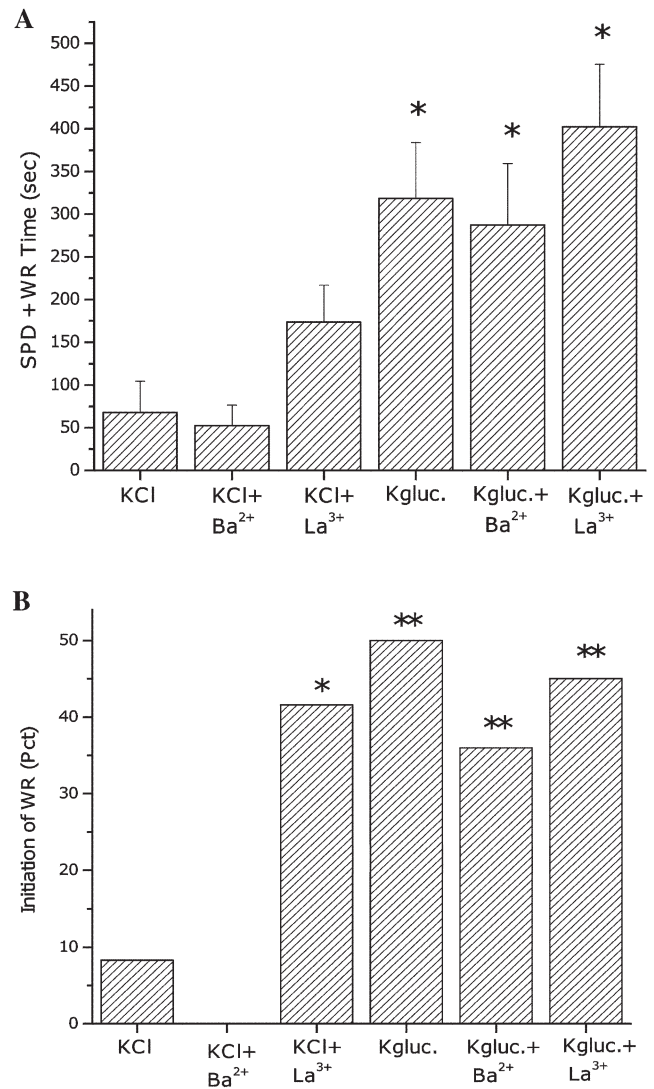 A
500
450
400
350
300
250
200
150
100
50
0
SPD + WR Time (sec)
*
*
*
KCl
KCl+
Ba²⁺
KCl+
La³⁺
Kgluc.
Kgluc.+
Ba²⁺
Kgluc.+
La³⁺
B
50
40
30
20
10
0
Initiation of WR (Pct)
*
**
**
**
KCl
KCl+
Ba²⁺
KCl+
La³⁺
Kgluc.
Kgluc.+
Ba²⁺
Kgluc.+
La³⁺